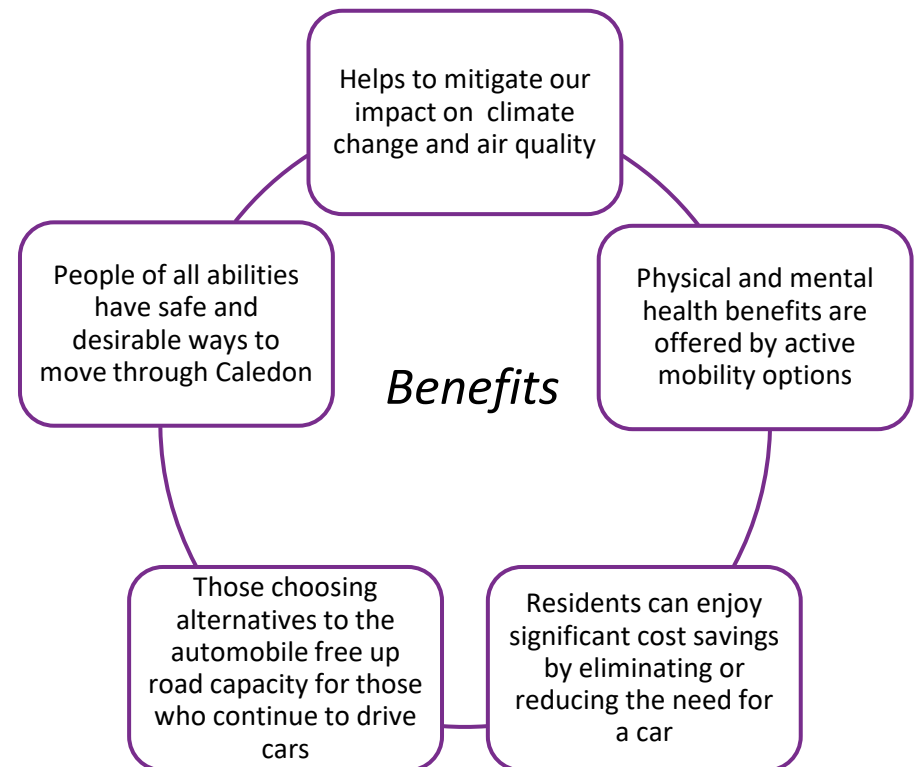 Helps to mitigate our
impact on  climate
change and air quality
People of all abilities
have safe and
desirable ways to
move through Caledon
Physical and mental
health benefits are
offered by active
mobility options
Benefits
Those choosing
alternatives to the
automobile free up
road capacity for those
who continue to drive
cars
Residents can enjoy
significant cost savings
by eliminating or
reducing the need for
a car